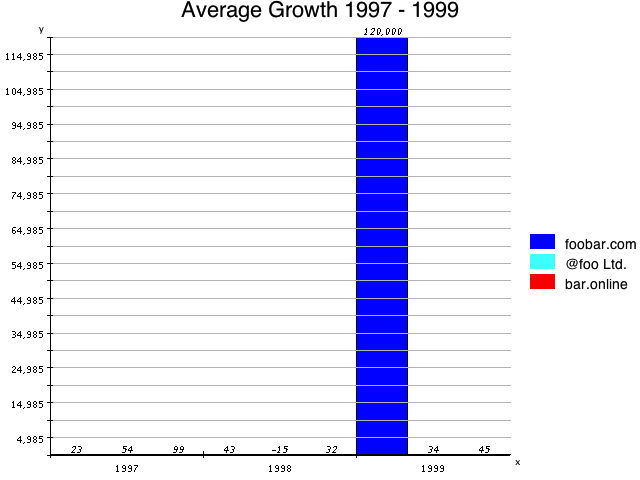 Average Growth 1997 - 1999
y
120,000
114,985
104,985
94,985
84,985
74,985
64,985
54,985
44,985
34,985
24,985
14,985
4,985
23 54 99 43 -15 32 34 45
x
1997 1998 1999
foobar.com
@foo Ltd.
bar.online